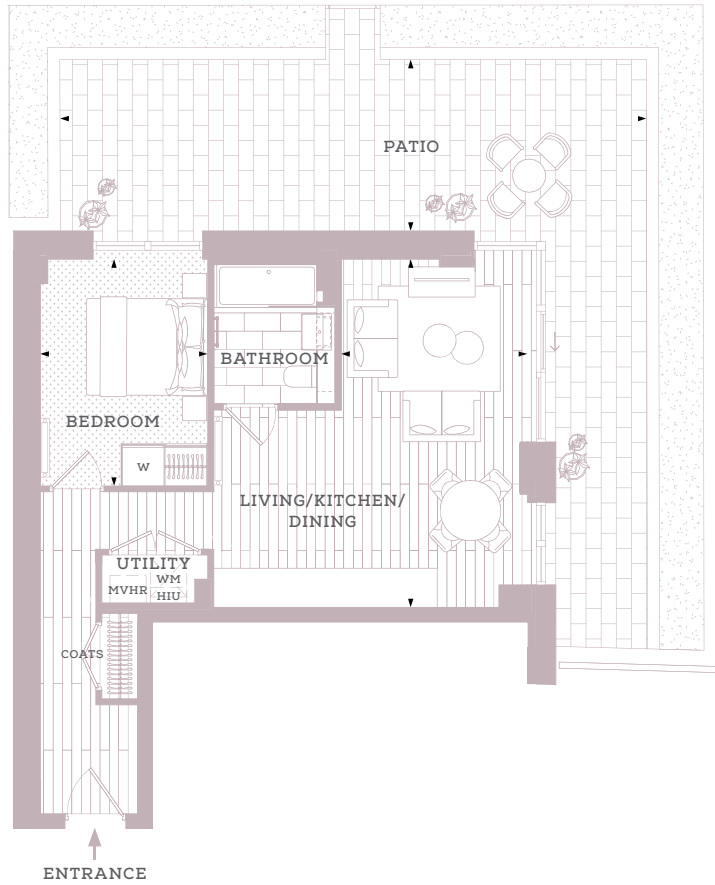 PATIO
BATHROOM
BEDROOM
W
LIVING/KITCHEN/
DINING
UTILITY
WM
MVHR
HIU
COATS
ENTRANCE